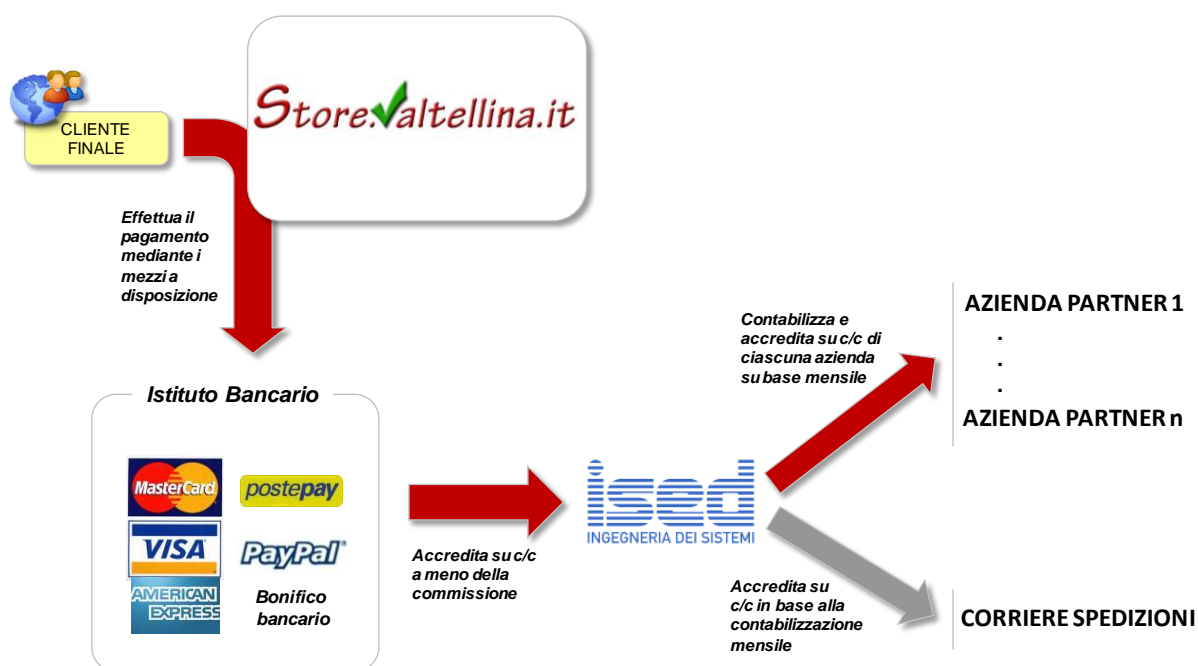 Store.Valtellina.it
CLIENTE
FINALE
Effettua il
pagamento
mediante i
mezzi a
disposizione
Istituto Bancario
MasterCard
postepay
VISA
PayPal
AMERICAN
EXPRESS
Bonifico
bancario
Accredita su c/c
a meno della
commissione
ised
INGEGNERIA DEI SISTEMI
Contabilizza e
accredita su c/c di
ciascuna azienda
su base mensile
AZIENDA PARTNER 1
.
.
.
AZIENDA PARTNER n
Accredita su
c/c in base alla
contabilizzazione
mensile
CORRIERE SPEDIZIONI